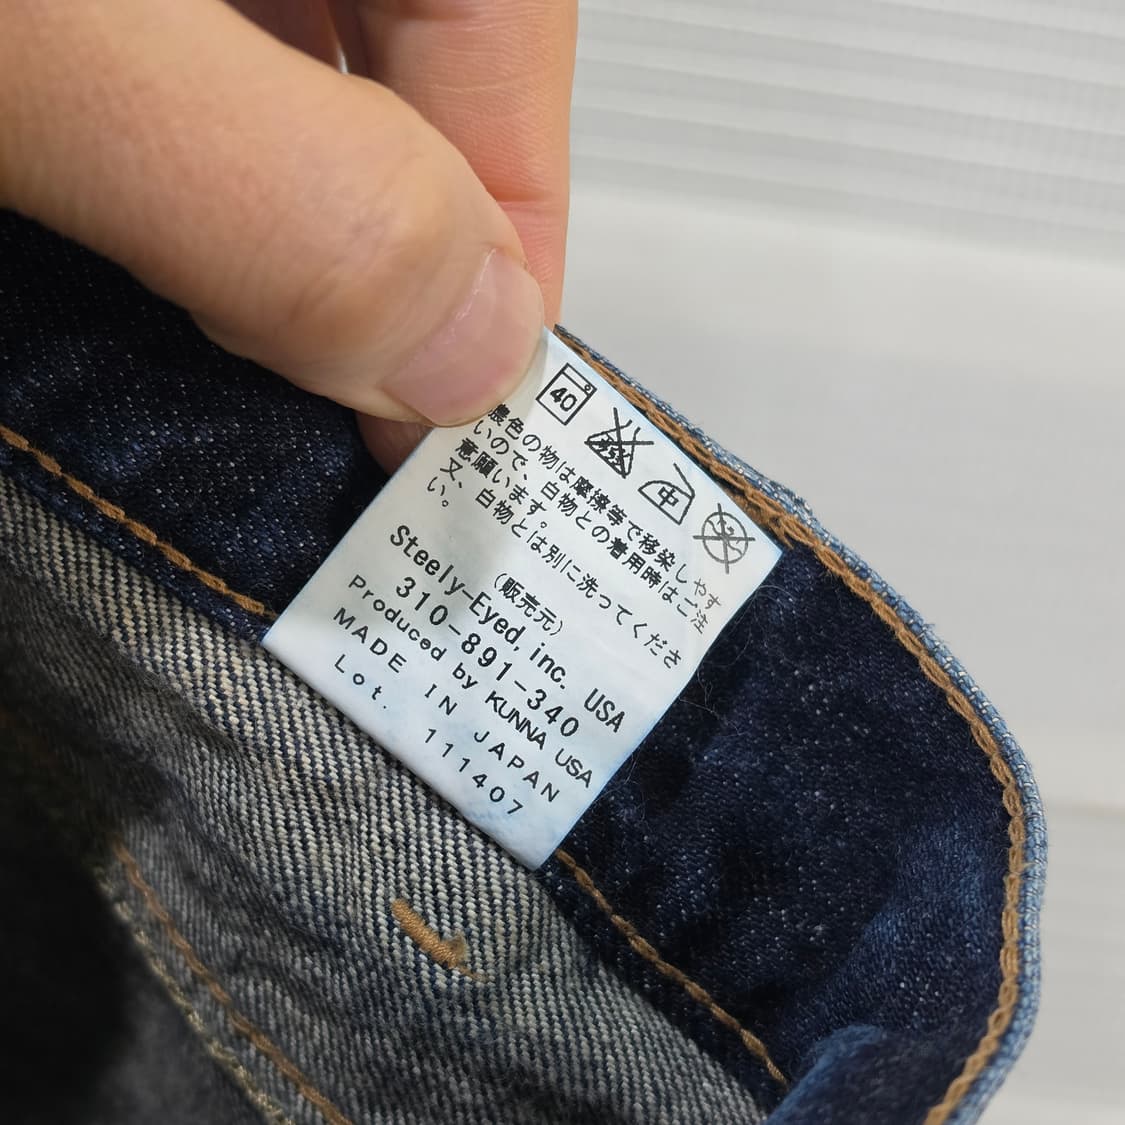 40
濃色の物は摩擦等で移染しやす
いので、白物との着用時はご注
意願います。
又、白物とは別に洗ってくださ
い。
(販売元)
Steely-Eyed, inc. USA
310-891-340
Produced by KUNNA USA
MADE IN JAPAN
Lot. 111407